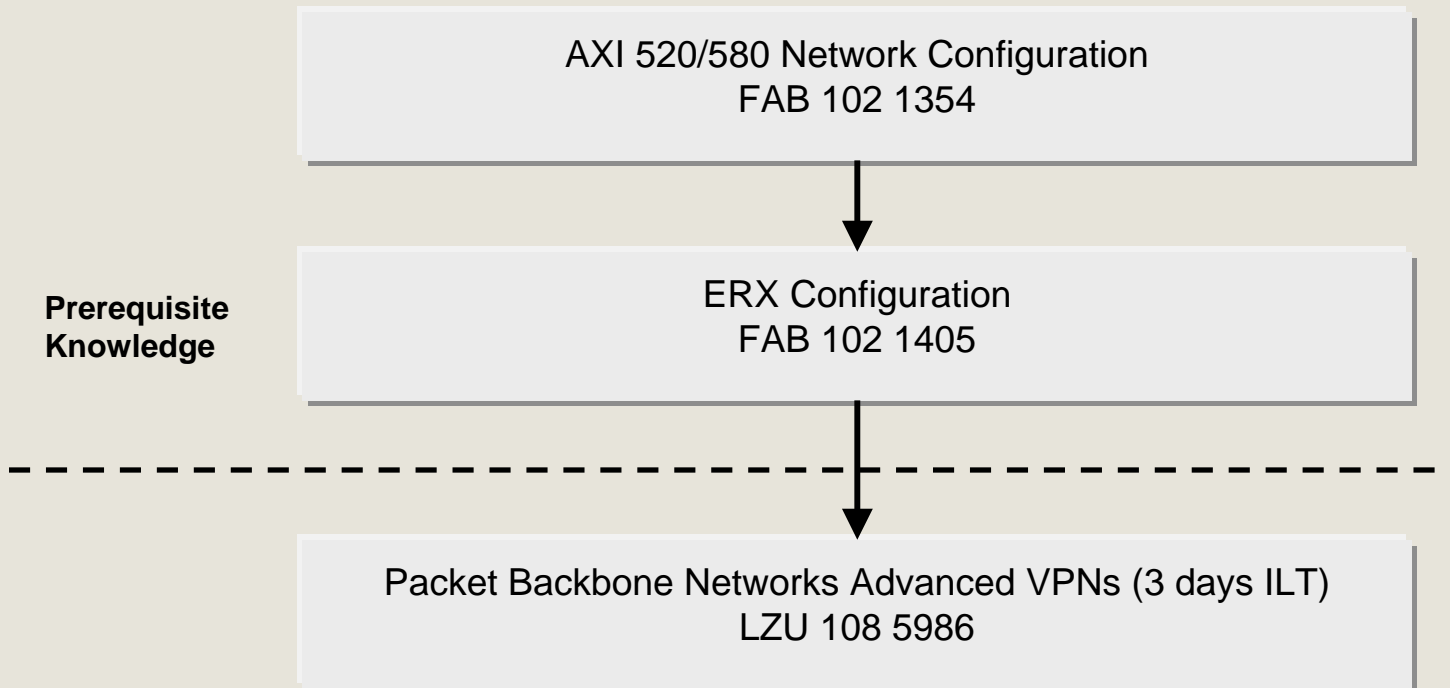 AXI 520/580 Network Configuration
FAB 102 1354
ERX Configuration
FAB 102 1405
Prerequisite
Knowledge
Packet Backbone Networks Advanced VPNs (3 days ILT)
LZU 108 5986